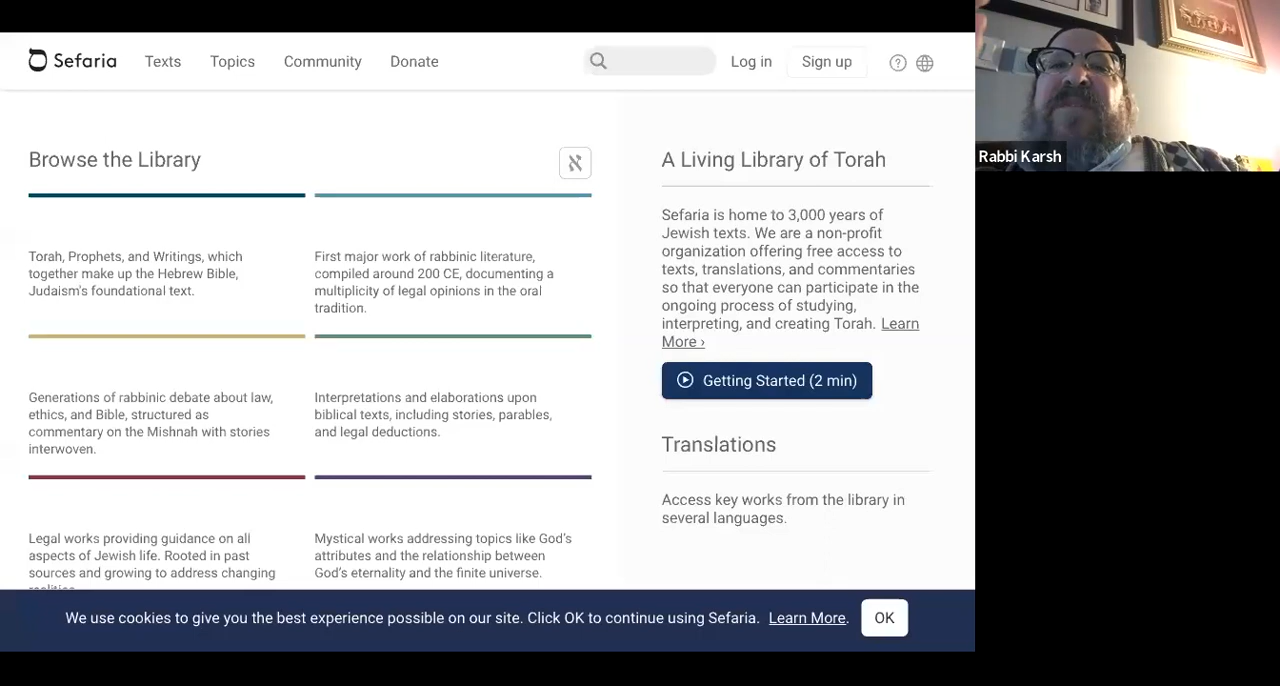 Sefaria Texts Topics Community Donate Log in Sign up ?
Browse the Library
א
Torah, Prophets, and Writings, which
together make up the Hebrew Bible,
Judaism's foundational text.
First major work of rabbinic literature,
compiled around 200 CE, documenting a
multiplicity of legal opinions in the oral
tradition.
Generations of rabbinic debate about law,
ethics, and Bible, structured as
commentary on the Mishnah with stories
interwoven.
Interpretations and elaborations upon
biblical texts, including stories, parables,
and legal deductions.
Legal works providing guidance on all
aspects of Jewish life. Rooted in past
sources and growing to address changing
Mystical works addressing topics like God’s
attributes and the relationship between
God’s eternality and the finite universe.
A Living Library of Torah
Sefaria is home to 3,000 years of
Jewish texts. We are a non-profit
organization offering free access to
texts, translations, and commentaries
so that everyone can participate in the
ongoing process of studying,
interpreting, and creating Torah. Learn
More ›
Getting Started (2 min)
Translations
Access key works from the library in
several languages.
We use cookies to give you the best experience possible on our site. Click OK to continue using Sefaria. Learn More. OK
Rabbi Karsh